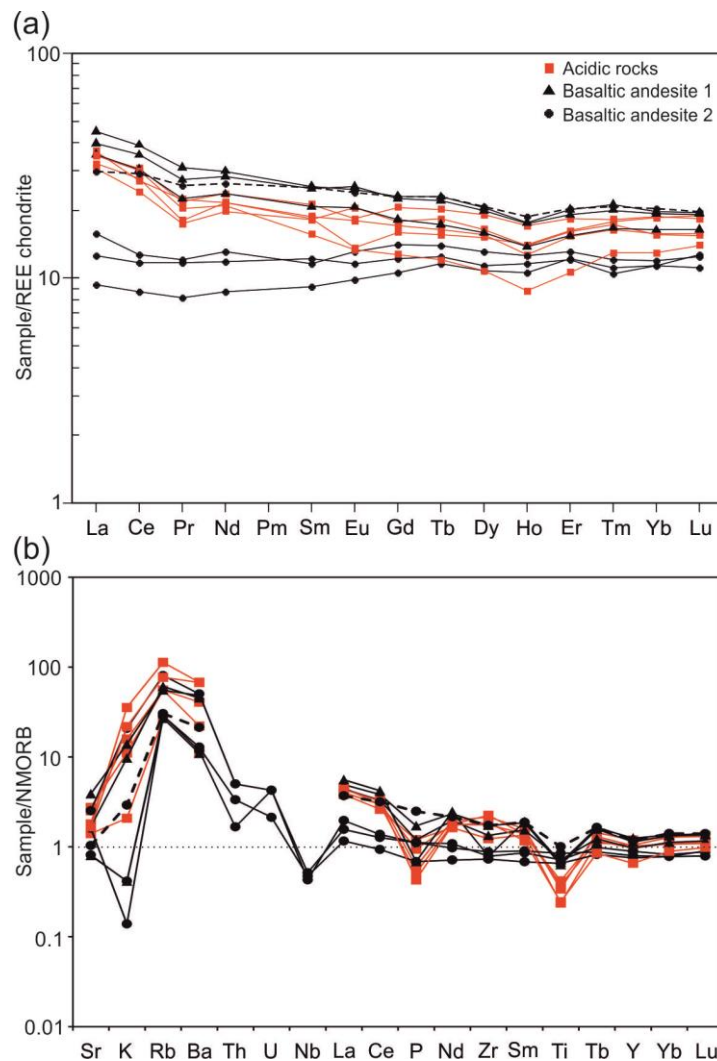 (a)
100
10
1
Sample/REE chondrite
Acidic rocks
Basaltic andesite 1
Basaltic andesite 2
La Ce Pr Nd Pm Sm Eu Gd Tb Dy Ho Er Tm Yb Lu
(b)
1000
100
10
1
0.1
0.01
Sample/NMORB
Sr K Rb Ba Th U Nb La Ce P Nd Zr Sm Ti Tb Y Yb Lu